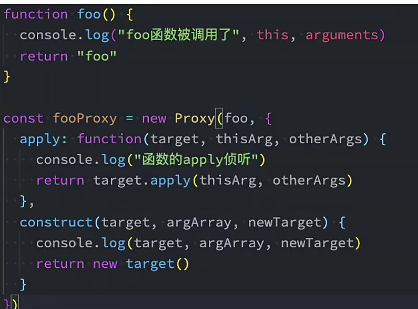 function foo() {
  console.log("foo函数被调用了", this, arguments)
  return "foo"
}

const fooProxy = new Proxy(foo, {
  apply: function(target, thisArg, otherArgs) {
    console.log("函数的apply侦听")
    return target.apply(thisArg, otherArgs)
  },
  construct(target, argArray, newTarget) {
    console.log(target, argArray, newTarget)
    return new target()
  }
})